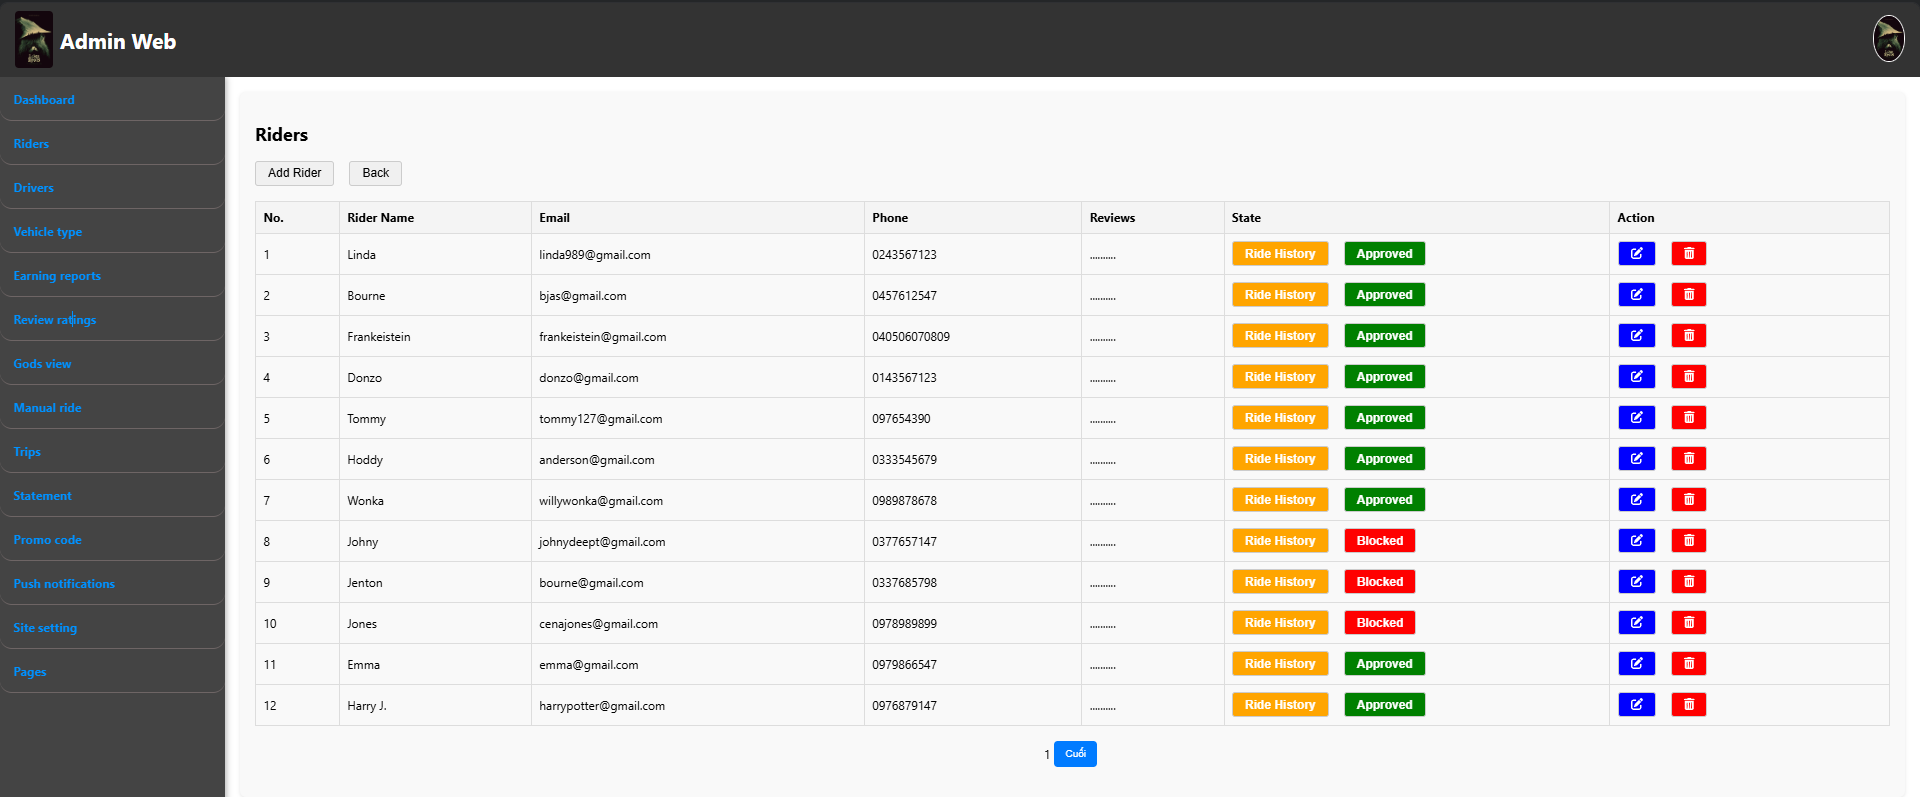 Admin Web
Dashboard
Riders
Drivers
Vehicle type
Earning reports
Review ratings
Gods view
Manual ride
Trips
Statement
Promo code
Push notifications
Site setting
Pages
Riders
Add Rider Back
No. Rider Name Email Phone Reviews State Action
1 Linda linda989@gmail.com 0243567123 .......... Ride History Approved
2 Bourne bjas@gmail.com 0457612547 .......... Ride History Approved
3 Frankeistein frankeistein@gmail.com 040506070809 .......... Ride History Approved
4 Donzo donzo@gmail.com 0143567123 .......... Ride History Approved
5 Tommy tommy127@gmail.com 097654390 .......... Ride History Approved
6 Hoddy anderson@gmail.com 0333545679 .......... Ride History Approved
7 Wonka willywonka@gmail.com 0989878678 .......... Ride History Approved
8 Johny johnydeept@gmail.com 0377657147 .......... Ride History Blocked
9 Jenton bourne@gmail.com 0337685798 .......... Ride History Blocked
10 Jones cenajones@gmail.com 0978989899 .......... Ride History Blocked
11 Emma emma@gmail.com 0979866547 .......... Ride History Approved
12 Harry J. harrypotter@gmail.com 0976879147 .......... Ride History Approved
1 Cuối